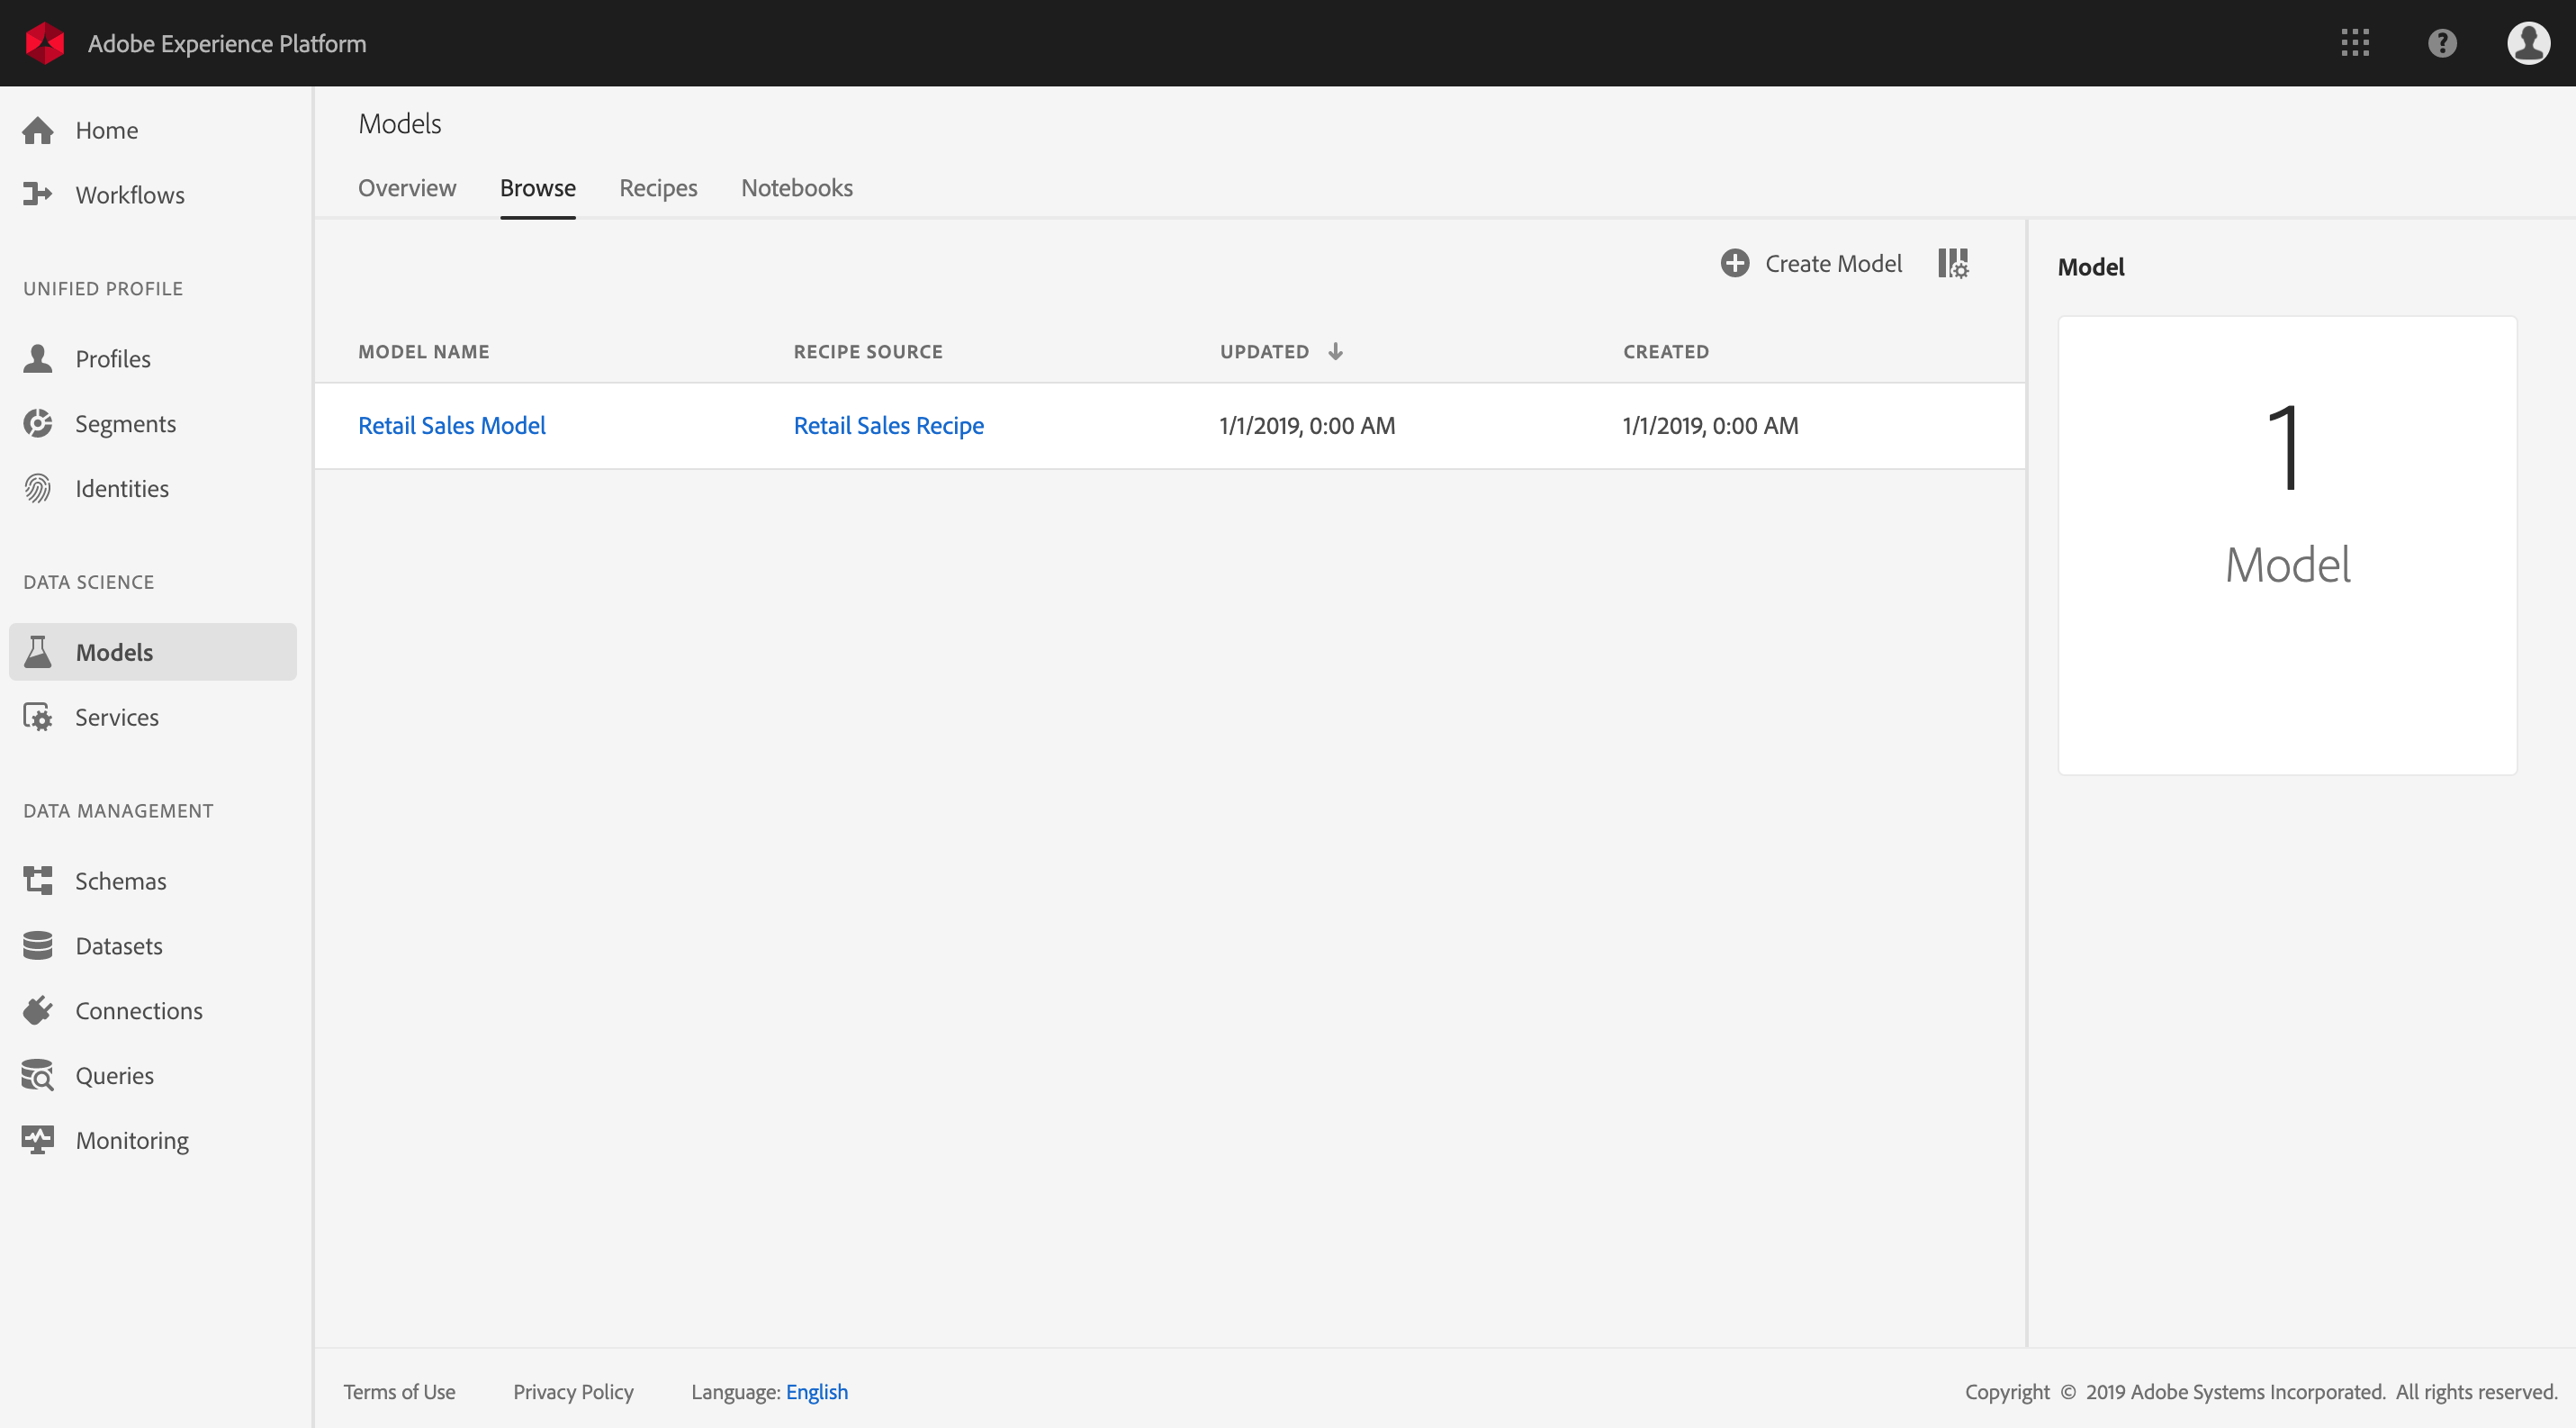 Adobe Experience Platform
Home
Workflows
UNIFIED PROFILE
Profiles
Segments
Identities
DATA SCIENCE
Models
Services
DATA MANAGEMENT
Schemas
Datasets
Connections
Queries
Monitoring
Models
Overview Browse Recipes Notebooks
Create Model
MODEL NAME RECIPE SOURCE UPDATED CREATED
Retail Sales Model Retail Sales Recipe 1/1/2019, 0:00 AM 1/1/2019, 0:00 AM
Model
1
Model
Terms of Use Privacy Policy Language: English Copyright © 2019 Adobe Systems Incorporated. All rights reserved.